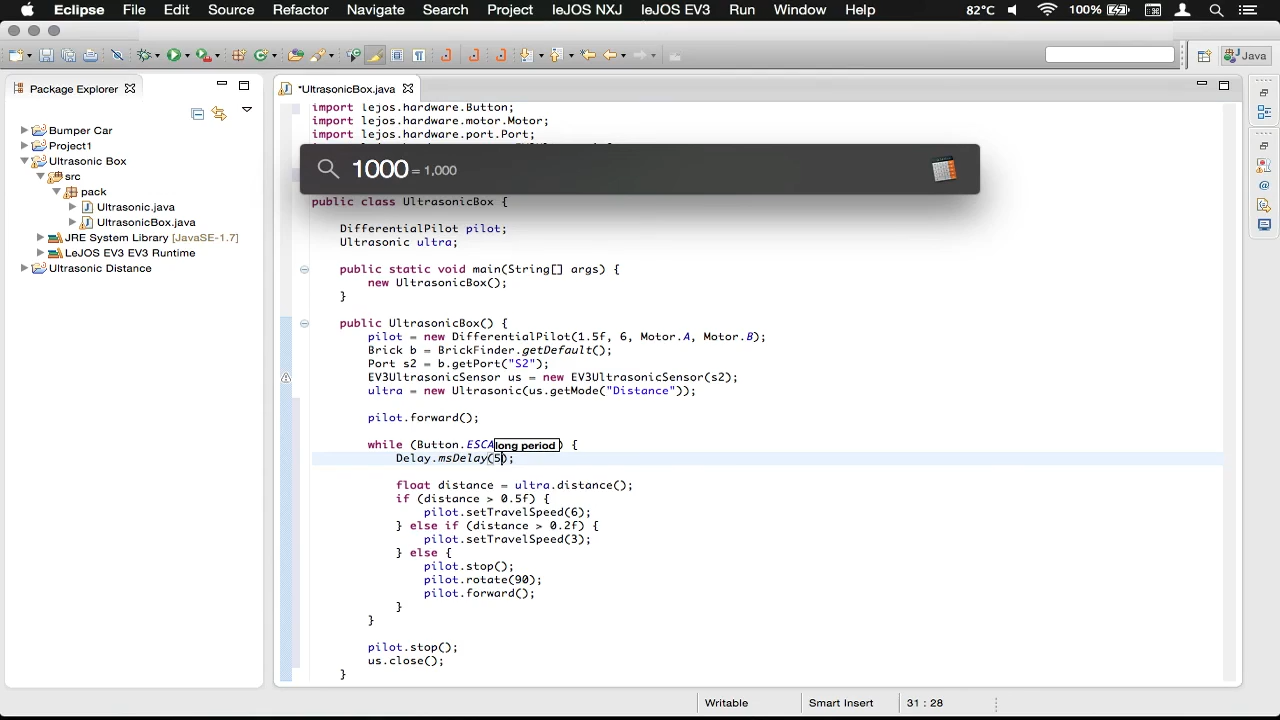 Eclipse File Edit Source Refactor Navigate Search Project leJOS NXJ leJOS EV3 Run Window Help 82°C 100%
Java
Package Explorer
*UltrasonicBox.java
Bumper Car
Project1
Ultrasonic Box
src
pack
Ultrasonic.java
UltrasonicBox.java
JRE System Library [JavaSE-1.7]
LeJOS EV3 EV3 Runtime
Ultrasonic Distance
import lejos.hardware.Button;
import lejos.hardware.motor.Motor;
import lejos.hardware.port.Port;
1000 = 1,000
public class UltrasonicBox {
DifferentialPilot pilot;
Ultrasonic ultra;
public static void main(String[] args) {
new UltrasonicBox();
}
public UltrasonicBox() {
pilot = new DifferentialPilot(1.5f, 6, Motor.A, Motor.B);
Brick b = BrickFinder.getDefault();
Port s2 = b.getPort("S2");
EV3UltrasonicSensor us = new EV3UltrasonicSensor(s2);
ultra = new Ultrasonic(us.getMode("Distance"));
pilot.forward();
while (Button.ESCA long period ) {
Delay.msDelay(5);
float distance = ultra.distance();
if (distance > 0.5f) {
pilot.setTravelSpeed(6);
} else if (distance > 0.2f) {
pilot.setTravelSpeed(3);
} else {
pilot.stop();
pilot.rotate(90);
pilot.forward();
}
}
pilot.stop();
us.close();
}
Writable Smart Insert 31 : 28